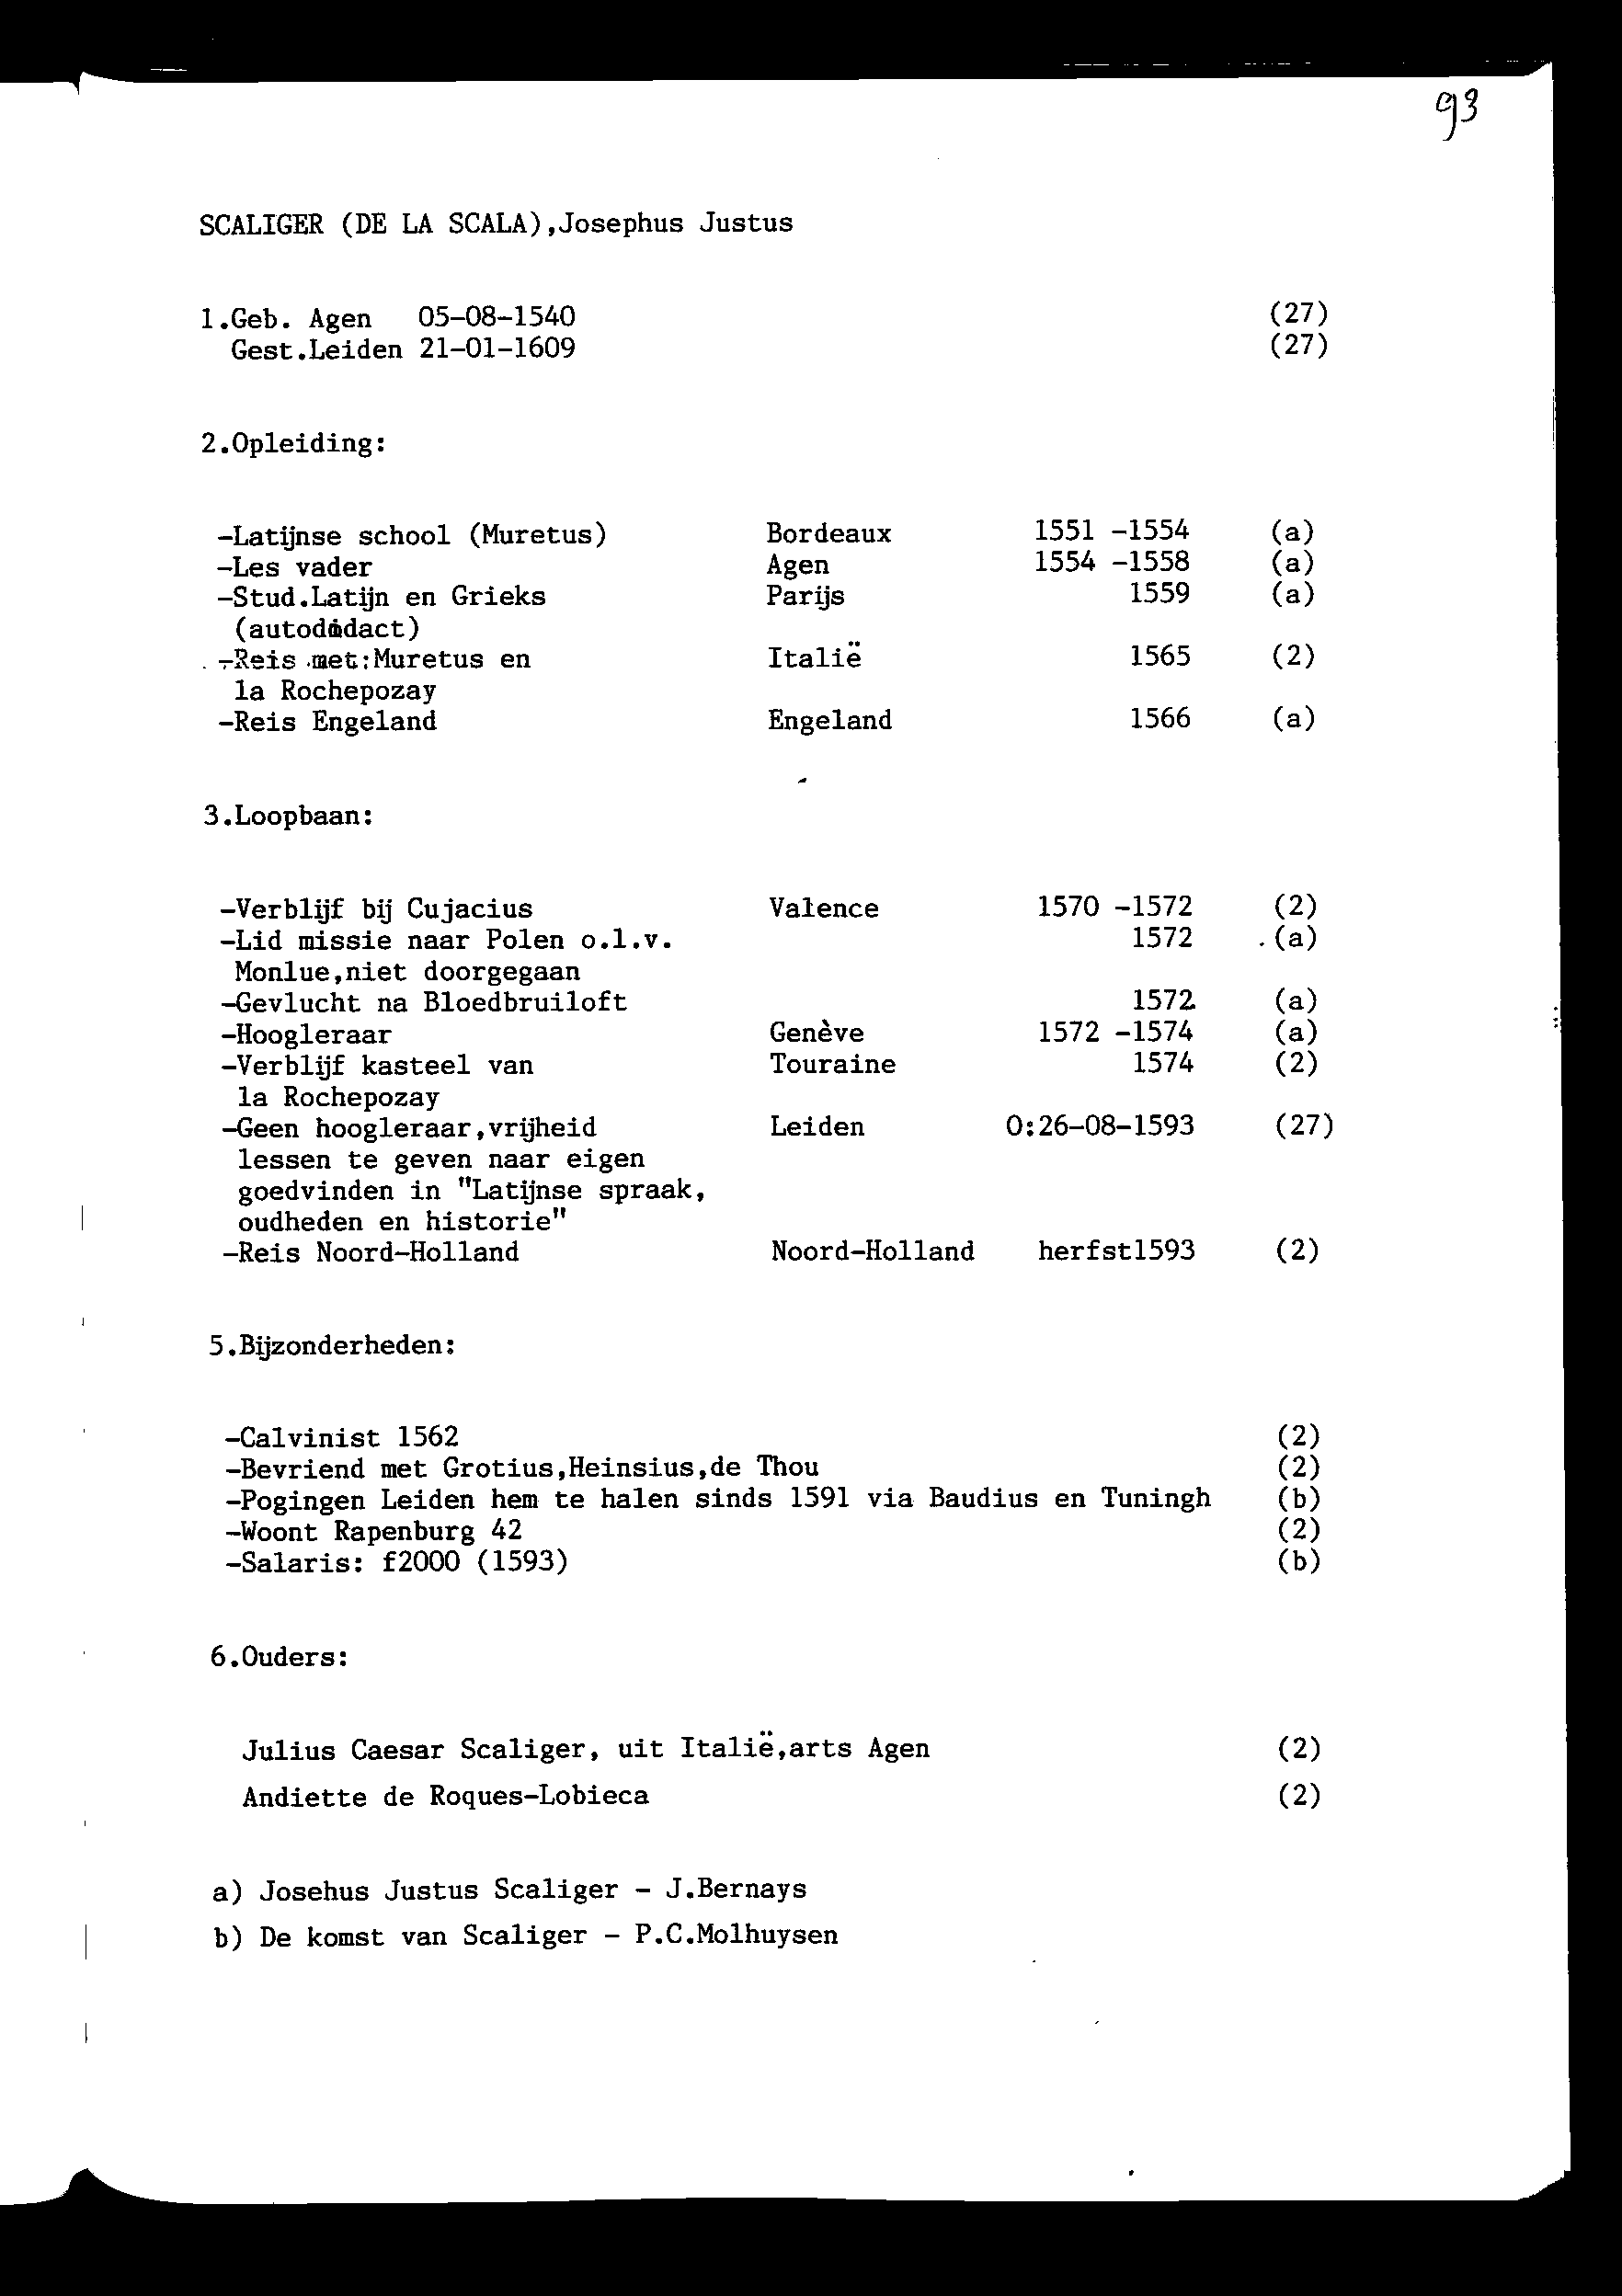 93
SCALIGER (DE LA SCALA),Josephus Justus
1.Geb. Agen 05-08-1540 (27)
Gest.Leiden 21-01-1609 (27)
2.Opleiding:
-Latijnse school (Muretus) Bordeaux 1551 -1554 (a)
-Les vader Agen 1554 -1558 (a)
-Stud.Latijn en Grieks Parijs 1559 (a)
(autodidact)
-Reis met:Muretus en Italië 1565 (2)
la Rochepozay
-Reis Engeland Engeland 1566 (a)
3.Loopbaan:
-Verblijf bij Cujacius Valence 1570 -1572 (2)
-Lid missie naar Polen o.l.v. 1572 (a)
Monlue,niet doorgegaan
-Gevlucht na Bloedbruiloft 1572 (a)
-Hoogleraar Genève 1572 -1574 (a)
-Verblijf kasteel van Touraine 1574 (2)
la Rochepozay
-Geen hoogleraar,vrijheid Leiden O:26-08-1593 (27)
lessen te geven naar eigen
goedvinden in "Latijnse spraak,
oudheden en historie"
-Reis Noord-Holland Noord-Holland herfst1593 (2)
5.Bijzonderheden:
-Calvinist 1562 (2)
-Bevriend met Grotius,Heinsius,de Thou (2)
-Pogingen Leiden hem te halen sinds 1591 via Baudius en Tuningh (b)
-Woont Rapenburg 42 (2)
-Salaris: f2000 (1593) (b)
6.Ouders:
Julius Caesar Scaliger, uit Italië,arts Agen (2)
Andiette de Roques-Lobieca (2)
a) Josehus Justus Scaliger - J.Bernays
b) De komst van Scaliger - P.C.Molhuysen